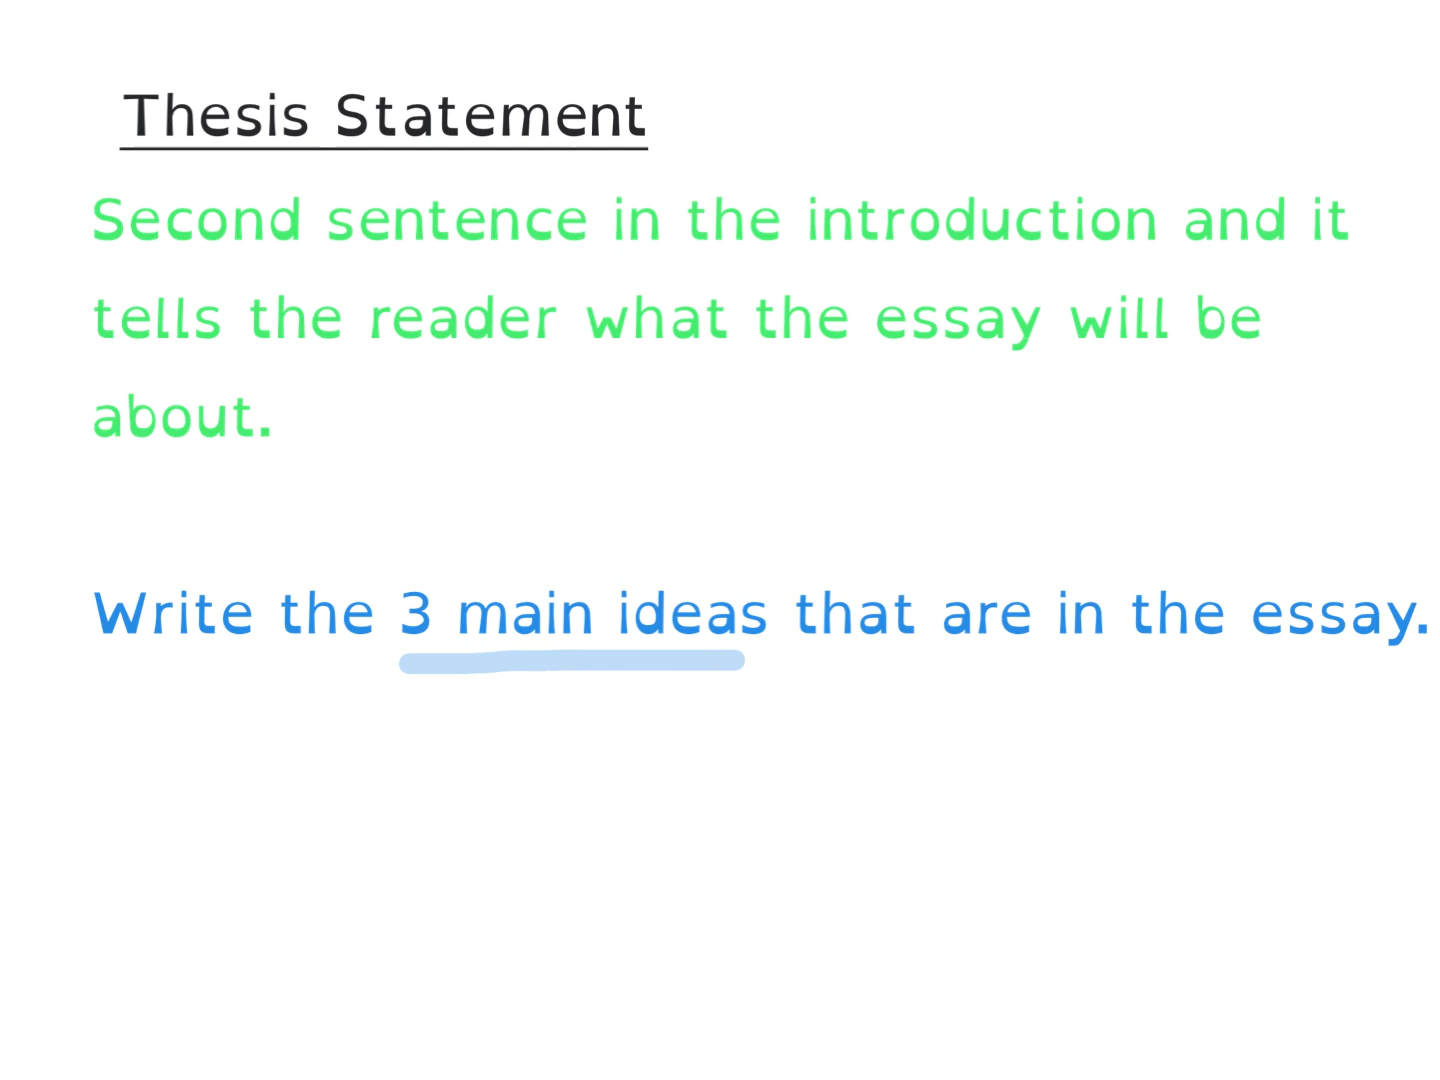 Thesis Statement
Second sentence in the introduction and it
tells the reader what the essay will be
about.
Write the 3 main ideas that are in the essay.